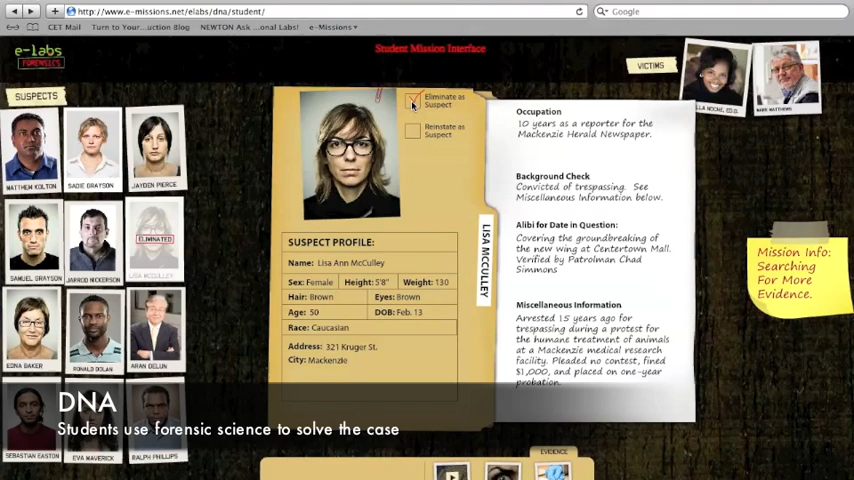 http://www.e-missions.net/elabs/dna/student/
Google
CET Mail Turn to Your...uction Blog NEWTON Ask ...onal Labs! e-Missions
e-labs
FORENSICS
Student Mission Interface
VICTIMS
ELLA NOCHE, ED.D.
MARK MATTHEWS
SUSPECTS
MATTHEW KOLTON
SADIE GRAYSON
JAYDEN PIERCE
SAMUEL GRAYSON
JARROD NICKERSON
ELIMINATED
LISA MCCULLEY
EDNA BAKER
RONALD DOLAN
ARAN DELUN
SEBASTIAN EASTON
EVA MAVERICK
RALPH PHILLIPS
Eliminate as
Suspect
Reinstate as
Suspect
SUSPECT PROFILE:
Name: Lisa Ann McCulley
Sex: Female Height: 5'8" Weight: 130
Hair: Brown Eyes: Brown
Age: 50 DOB: Feb. 13
Race: Caucasian
Address: 321 Kruger St.
City: Mackenzie
LISA MCCULLEY
Occupation
10 years as a reporter for the
Mackenzie Herald Newspaper.
Background Check
Convicted of trespassing. See
Miscellaneous Information below.
Alibi for Date in Question:
Covering the groundbreaking of
the new wing at Centertown Mall.
Verified by Patrolman Chad
Simmons
Miscellaneous Information
Arrested 15 years ago for
trespassing during a protest for
the humane treatment of animals
at a Mackenzie medical research
facility. Pleaded no contest, fined
$1,000, and placed on one-year
probation.
Mission Info:
Searching
For More
Evidence.
DNA
Students use forensic science to solve the case
EVIDENCE